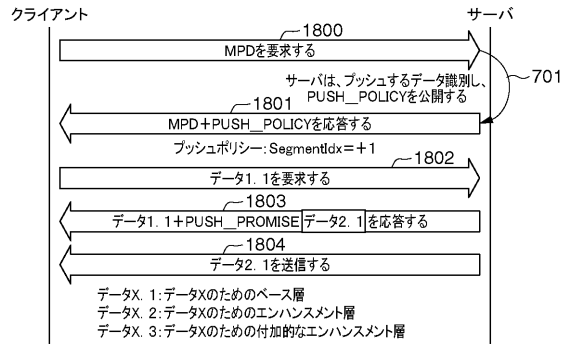 クライアント
サーバ
1800
MPDを要求する
サーバは、プッシュするデータ識別し、
PUSH＿POLICYを公開する
701
1801
MPD+PUSH＿POLICYを応答する
プッシュポリシー:SegmentIdx=+1
1802
データ1. 1を要求する
1803
データ1. 1+PUSH＿PROMISE データ2. 1 を応答する
1804
データ2. 1を送信する
データX. 1:データXのためのベース層
データX. 2:データXのためのエンハンスメント層
データX. 3:データXのための付加的なエンハンスメント層